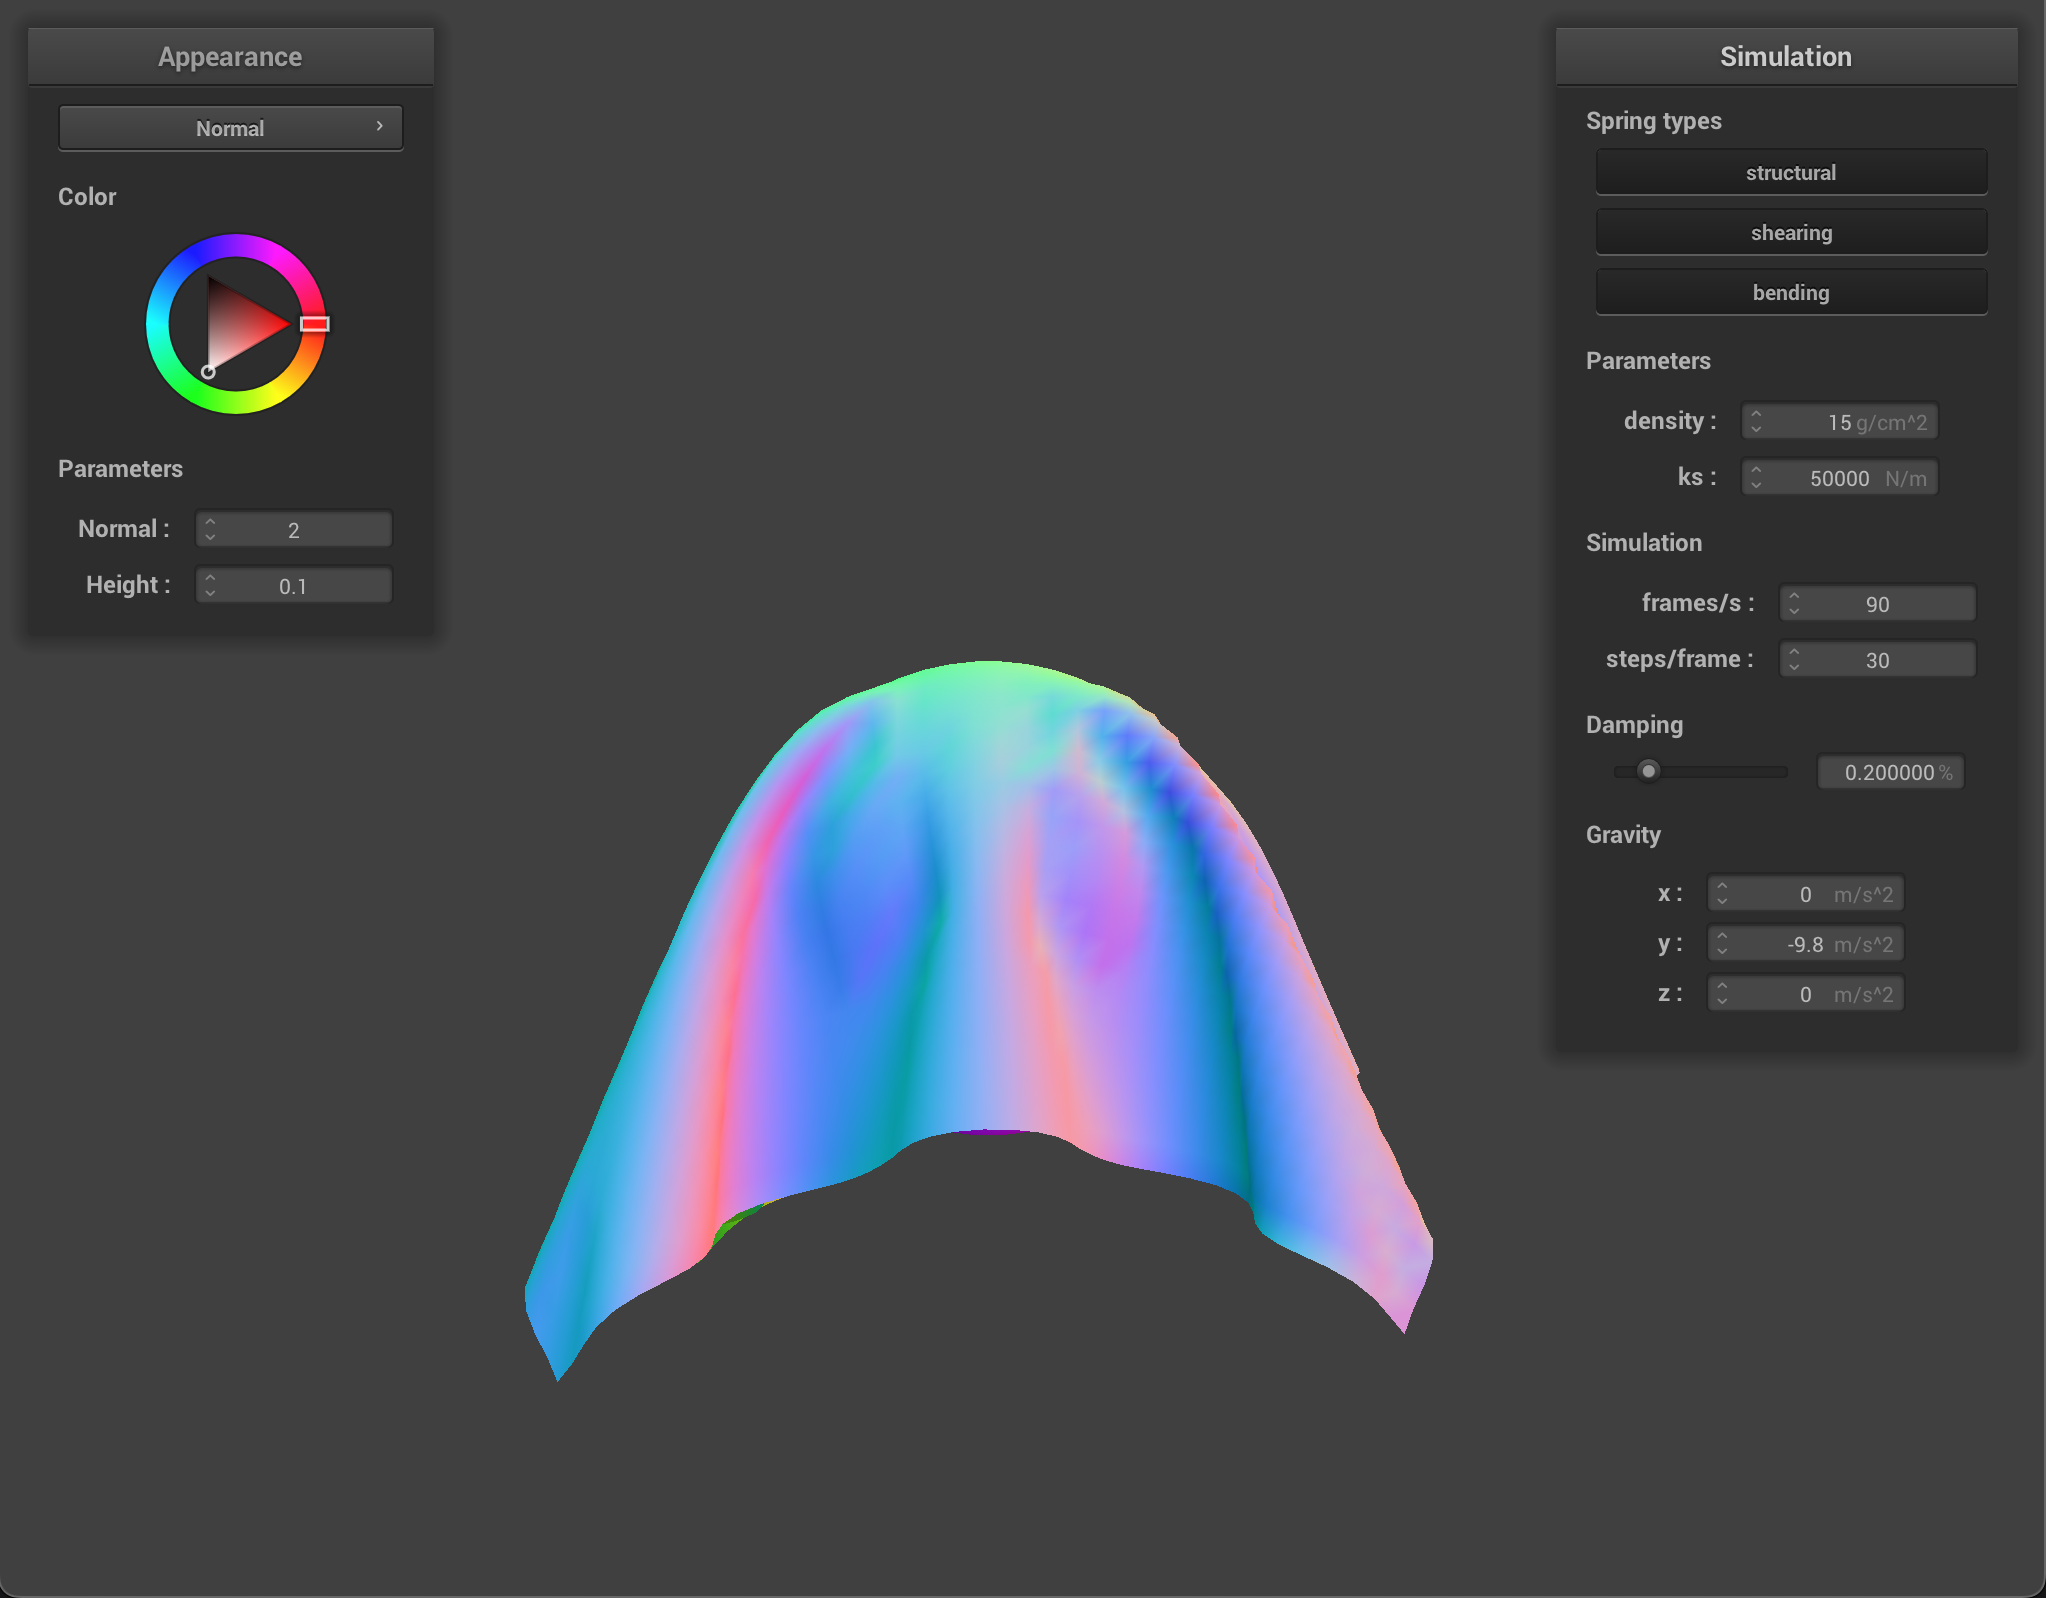 Appearance
Normal
Color
Parameters
Normal : 2
Height : 0.1
Simulation
Spring types
structural
shearing
bending
Parameters
density : 15 g/cm^2
ks : 50000 N/m
Simulation
frames/s : 90
steps/frame : 30
Damping
0.200000 %
Gravity
x : 0 m/s^2
y : -9.8 m/s^2
z : 0 m/s^2